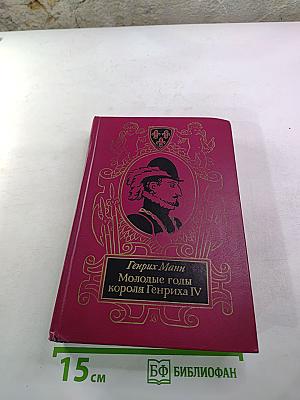 Генрих Манн
Молодые годы
короля Генриха IV
15 см
БФ БИБЛИОФАН